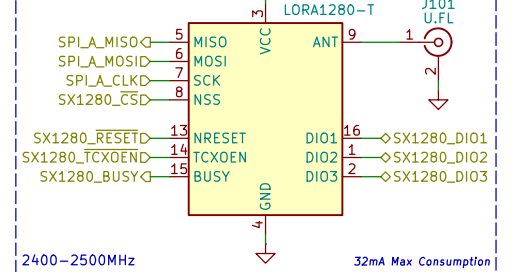 J101
U.FL
LORA1280-T
3
VCC
SPI_A_MISO 5 MISO ANT 9 1
SPI_A_MOSI 6 MOSI
SPI_A_CLK 7 SCK 2
SX1280_CS 8 NSS
SX1280_RESET 13 NRESET DIO1 16 SX1280_DIO1
SX1280_TCXOEN 14 TCXOEN DIO2 1 SX1280_DIO2
SX1280_BUSY 15 BUSY DIO3 2 SX1280_DIO3
GND
4
2400-2500MHz
32mA Max Consumption